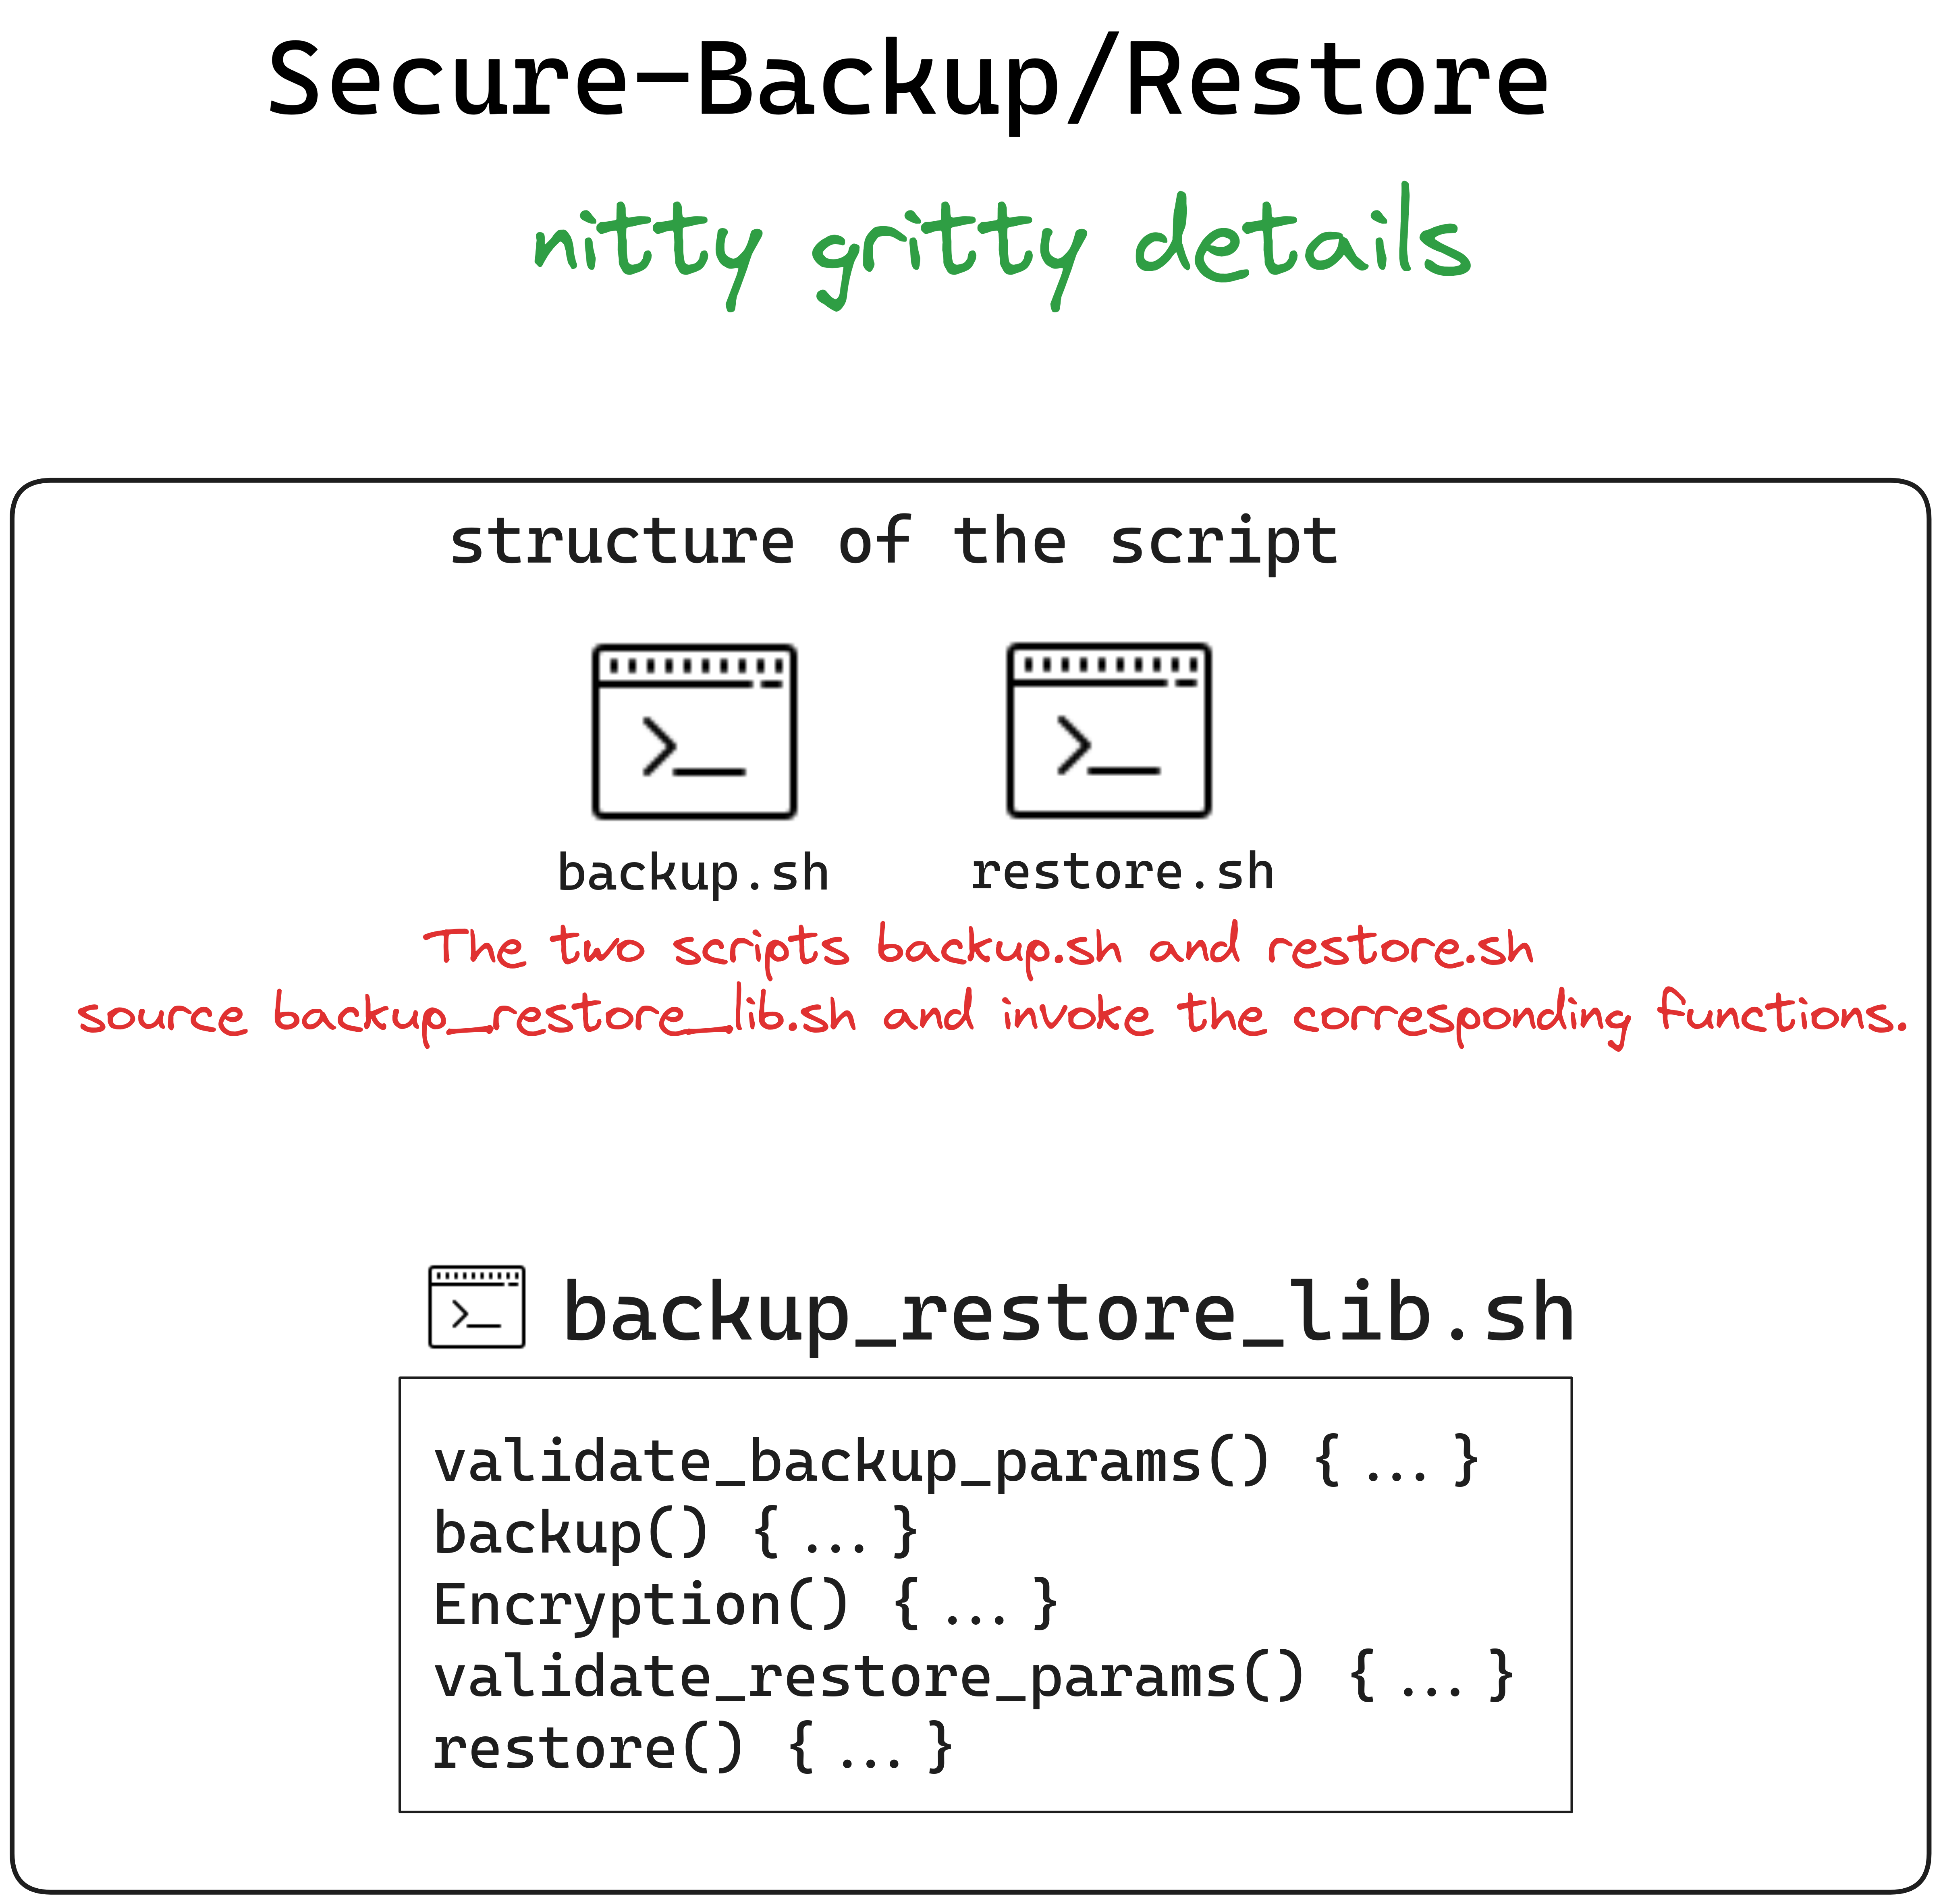 Secure-Backup/Restore
nitty gritty details
structure of the script
backup.sh restore.sh
The two scripts backup.sh and restore.sh
source backup_restore_lib.sh and invoke the corresponding functions.
>_ backup_restore_lib.sh
validate_backup_params() { ... }
backup() { ... }
Encryption() { ... }
validate_restore_params() { ... }
restore() { ... }